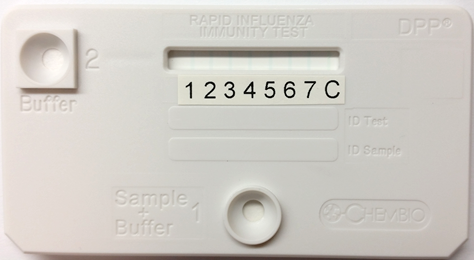 RAPID INFLUENZA
IMMUNITY TEST
DPP®
2
Buffer
1 2 3 4 5 6 7 C
ID Test
ID Sample
Sample
+
Buffer 1
CHEMBIO